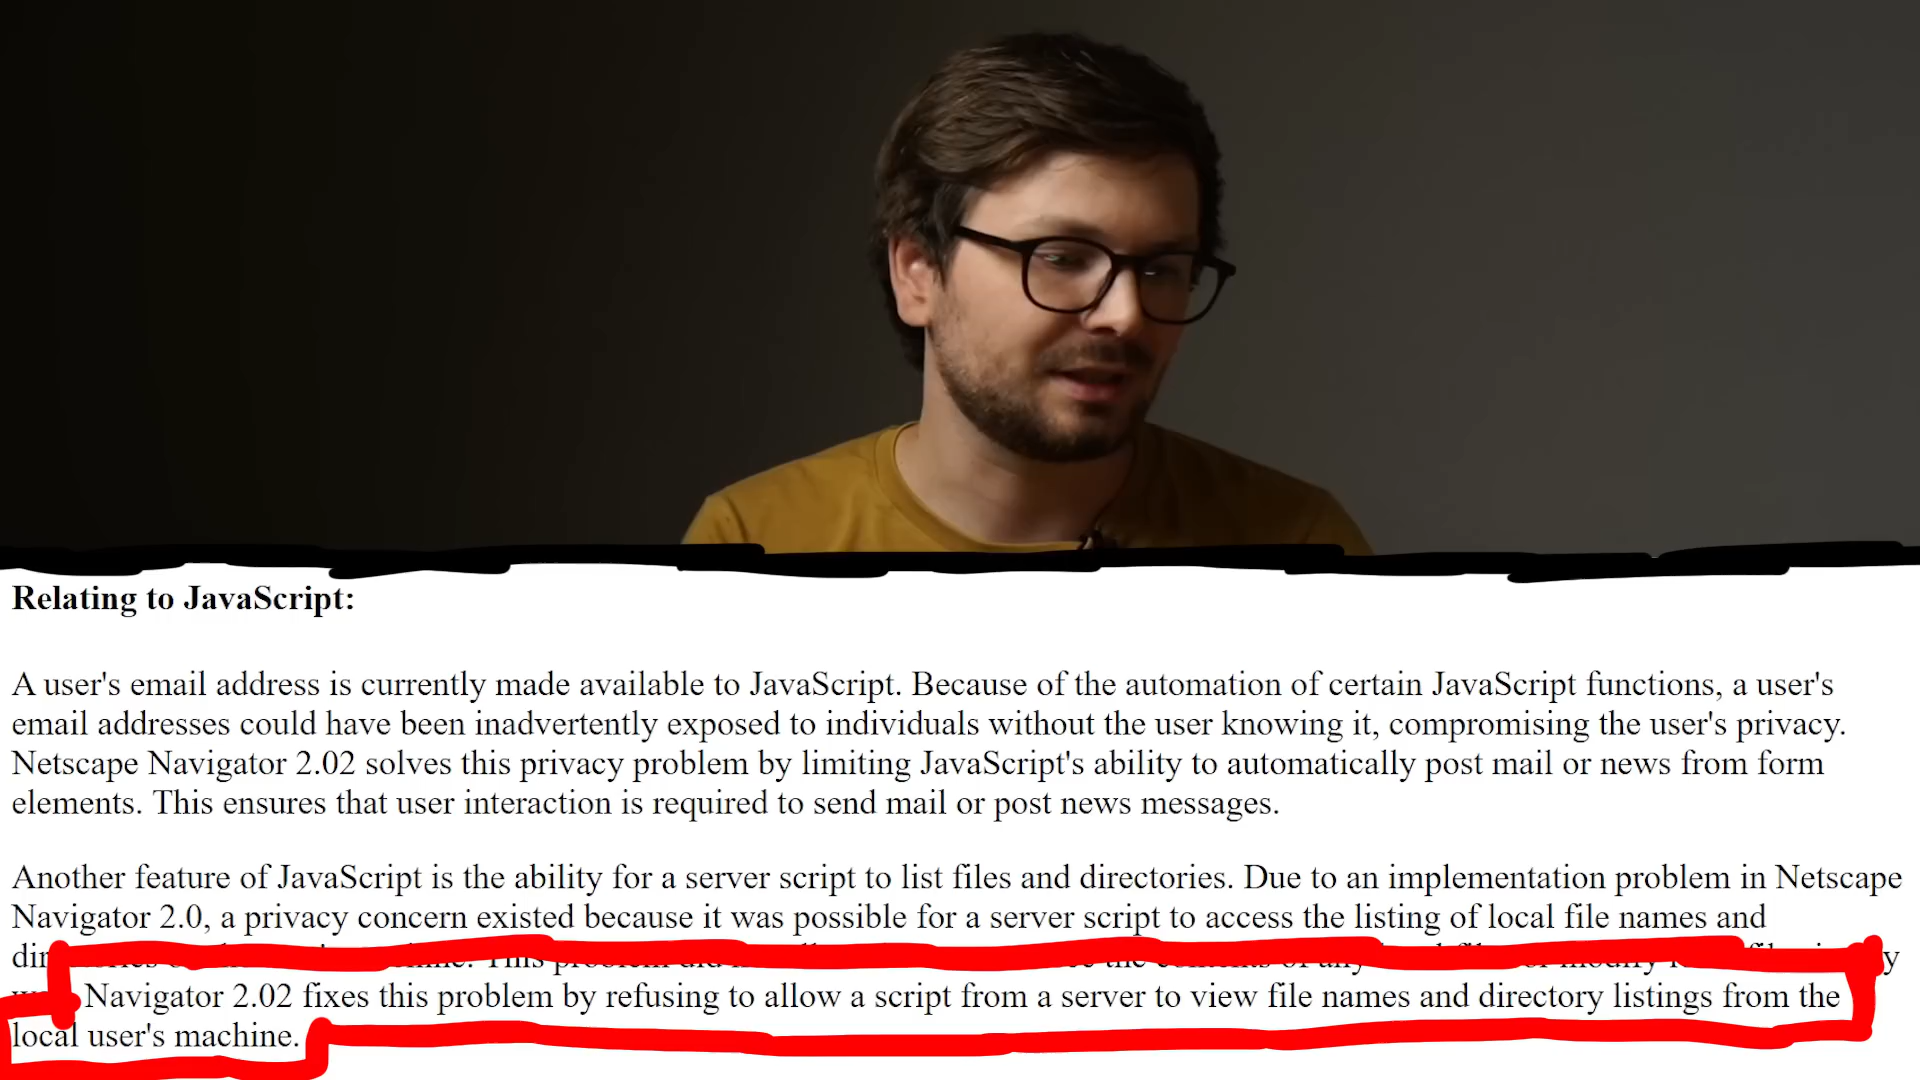 Relating to JavaScript:
A user's email address is currently made available to JavaScript. Because of the automation of certain JavaScript functions, a user's
email addresses could have been inadvertently exposed to individuals without the user knowing it, compromising the user's privacy.
Netscape Navigator 2.02 solves this privacy problem by limiting JavaScript's ability to automatically post mail or news from form
elements. This ensures that user interaction is required to send mail or post news messages.
Another feature of JavaScript is the ability for a server script to list files and directories. Due to an implementation problem in Netscape
Navigator 2.0, a privacy concern existed because it was possible for a server script to access the listing of local file names and
This problem the contents of any
Navigator 2.02 fixes this problem by refusing to allow a script from a server to view file names and directory listings from the
local user's machine.